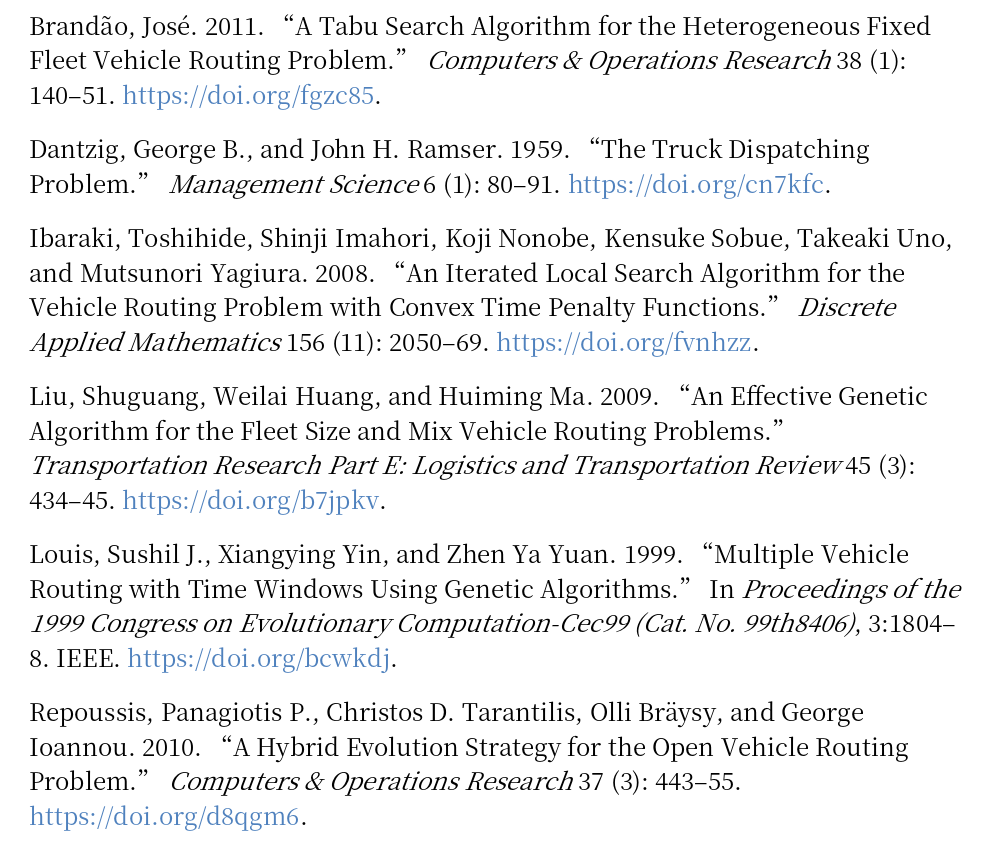 Brandão, José. 2011. “A Tabu Search Algorithm for the Heterogeneous Fixed
Fleet Vehicle Routing Problem.” Computers & Operations Research 38 (1):
140–51. https://doi.org/fgzc85.
Dantzig, George B., and John H. Ramser. 1959. “The Truck Dispatching
Problem.” Management Science 6 (1): 80–91. https://doi.org/cn7kfc.
Ibaraki, Toshihide, Shinji Imahori, Koji Nonobe, Kensuke Sobue, Takeaki Uno,
and Mutsunori Yagiura. 2008. “An Iterated Local Search Algorithm for the
Vehicle Routing Problem with Convex Time Penalty Functions.” Discrete
Applied Mathematics 156 (11): 2050–69. https://doi.org/fvnhzz.
Liu, Shuguang, Weilai Huang, and Huiming Ma. 2009. “An Effective Genetic
Algorithm for the Fleet Size and Mix Vehicle Routing Problems.”
Transportation Research Part E: Logistics and Transportation Review 45 (3):
434–45. https://doi.org/b7jpkv.
Louis, Sushil J., Xiangying Yin, and Zhen Ya Yuan. 1999. “Multiple Vehicle
Routing with Time Windows Using Genetic Algorithms.” In Proceedings of the
1999 Congress on Evolutionary Computation-Cec99 (Cat. No. 99th8406), 3:1804–
8. IEEE. https://doi.org/bcwkdj.
Repoussis, Panagiotis P., Christos D. Tarantilis, Olli Bräysy, and George
Ioannou. 2010. “A Hybrid Evolution Strategy for the Open Vehicle Routing
Problem.” Computers & Operations Research 37 (3): 443–55.
https://doi.org/d8qgm6.